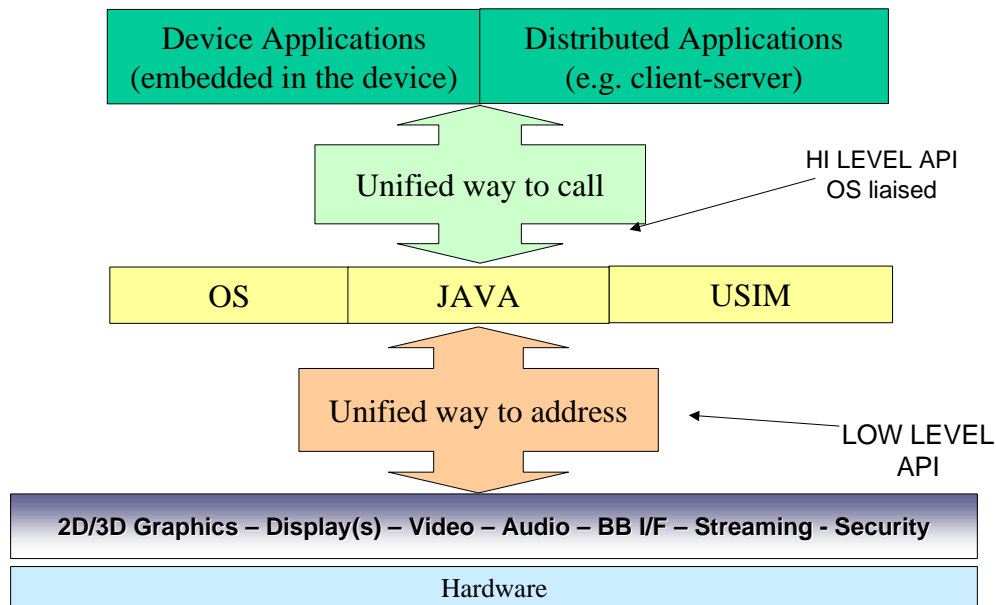 Device Applications
(embedded in the device)
Distributed Applications
(e.g. client-server)
Unified way to call
HI LEVEL API
OS liaised
OS
JAVA
USIM
Unified way to address
LOW LEVEL
API
2D/3D Graphics – Display(s) – Video – Audio – BB I/F – Streaming - Security
Hardware